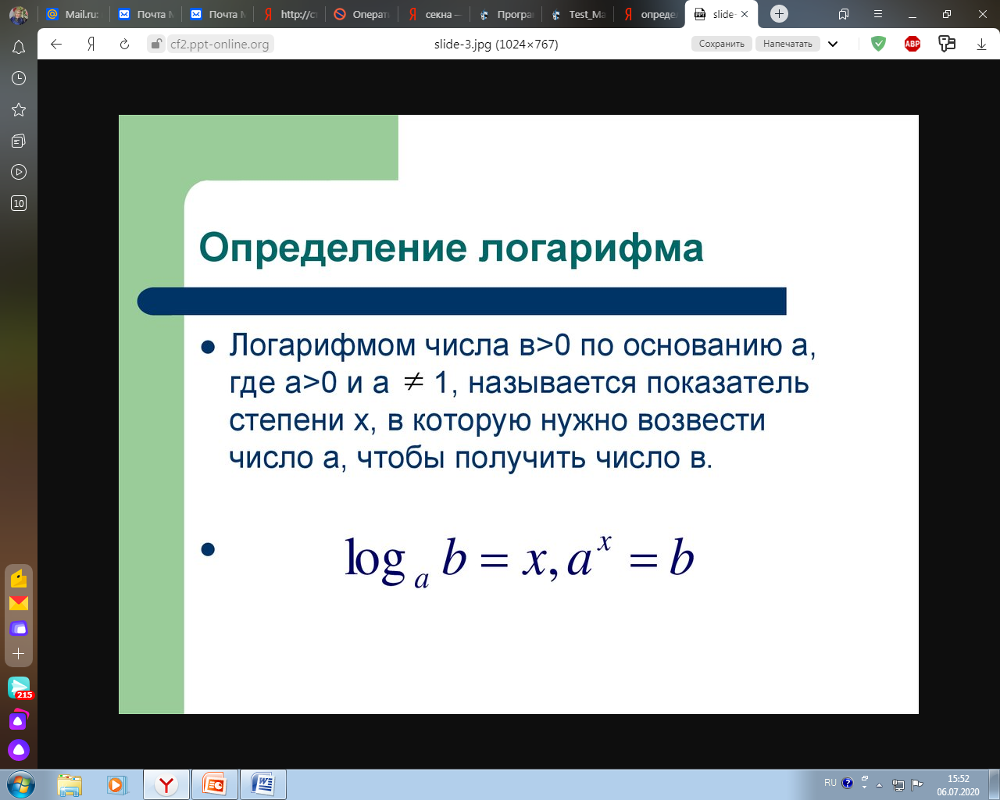 Mail.ru:
Почта М
Почта М
http://с
Операт
секна —
Програ
Test_Ma
опреде
slide-
cf2.ppt-online.org
slide-3.jpg (1024×767)
Сохранить
Напечатать
ABP
10
Определение логарифма
• Логарифмом числа в>0 по основанию а,
где а>0 и а ≠ 1, называется показатель
степени х, в которую нужно возвести
число а, чтобы получить число в.
• log_a b = x, a^x = b
215
RU
15:52
06.07.2020